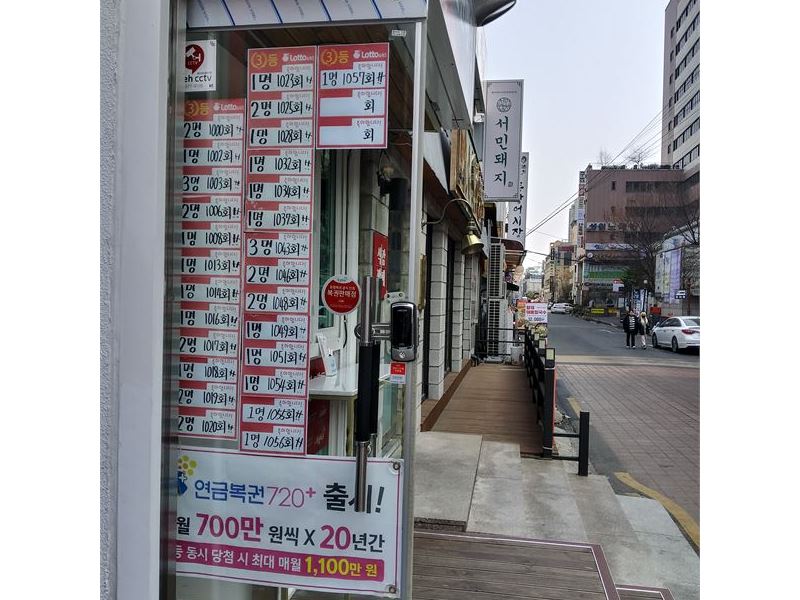 eh cctv
③등 Lotto
2명 1000회
1명 1002회
3명 1003회
2명 1006회
1명 1008회
1명 1013회
1명 1014회
1명 1016회
2명 1017회
1명 1018회
2명 1019회
2명 1020회
③등 Lotto
1명 1023회
2명 1025회
1명 1028회
1명 1032회
1명 1034회
1명 1037회
3명 1043회
2명 1046회
2명 1048회
1명 1049회
1명 1051회
1명 1054회
1명 1055회
1명 1056회
③등 Lotto
1명 1057회
회
회
복권판매점
연금복권720+ 출시!
월 700만 원씩 X 20년간
등 동시 당첨 시 최대 매월 1,100만 원
서민돼지